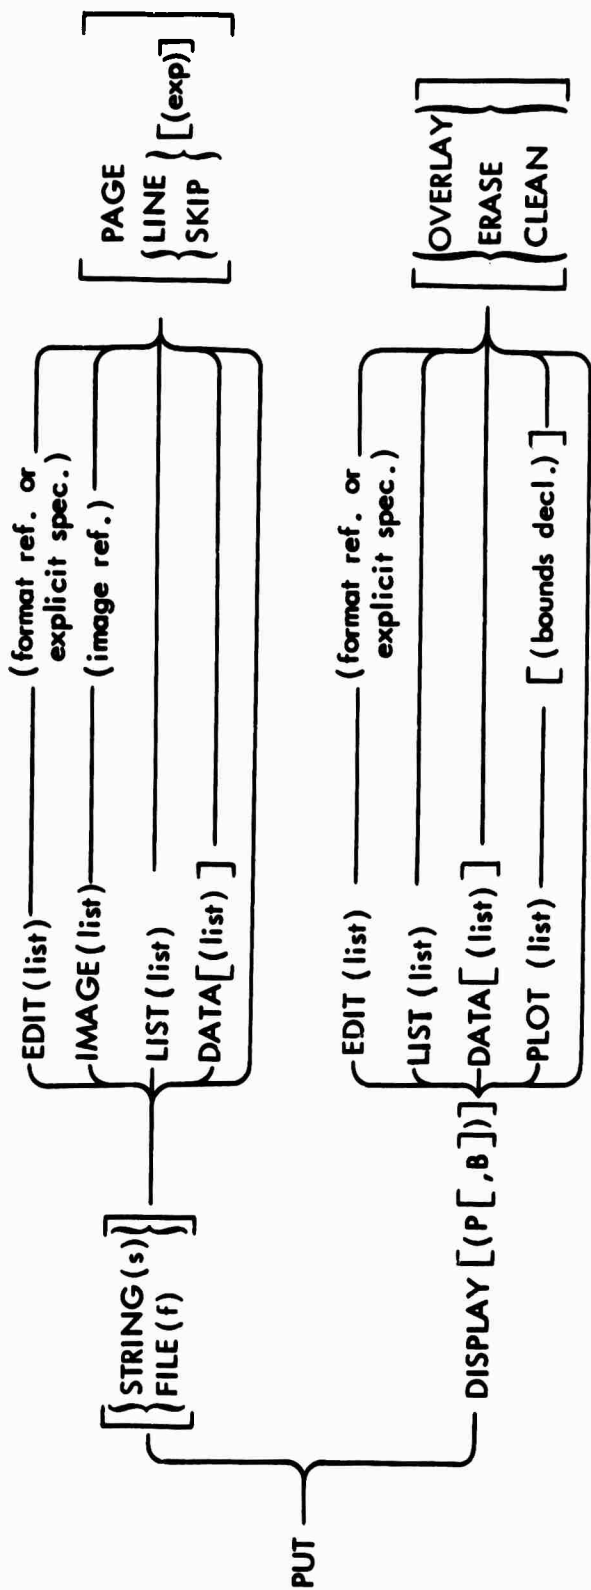 PUT
[{STRING(s)
FILE(f)}]
EDIT(list) (format ref. or
explicit spec.)
IMAGE(list) (image ref.)
LIST(list)
DATA[(list)]
[PAGE
{LINE
SKIP} [(exp)]]
DISPLAY [(P[,B])]
EDIT (list) (format ref. or
explicit spec.)
LIST (list)
DATA[(list)]
PLOT (list) [(bounds decl.)]
[{OVERLAY
ERASE
CLEAN}]